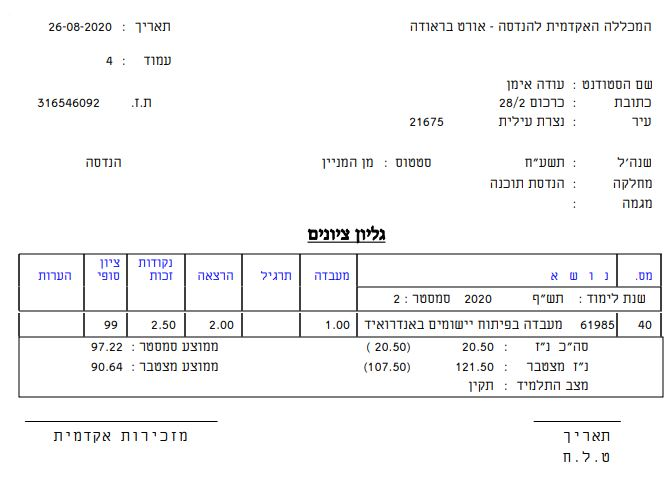 המכללה האקדמית להנדסה - אורט בראודה תאריך : 26-08-2020
עמוד : 4
שם הסטודנט : עודה אימן
כתובת : כרכום 28/2 ת.ז. 316546092
עיר : נצרת עילית 21675
שנה'ל : תשע"ח סטטוס : מן המניין הנדסה
מחלקה : הנדסת תוכנה
מגמה :
גליון ציונים
מס. נושא מעבדה תרגיל הרצאה נקודות זכות ציון סופי הערות
שנת לימוד : תש"ף 2020 סמסטר : 2
40 61985 מעבדה בפיתוח יישומים באנדרואיד 1.00 2.00 2.50 99
סה"כ נ"ז : 20.50 (20.50 ) ממוצע סמסטר : 97.22
נ"ז מצטבר : 121.50 (107.50) ממוצע מצטבר : 90.64
מצב התלמיד : תקין
תאריך מזכירות אקדמית
ט.ל.ח